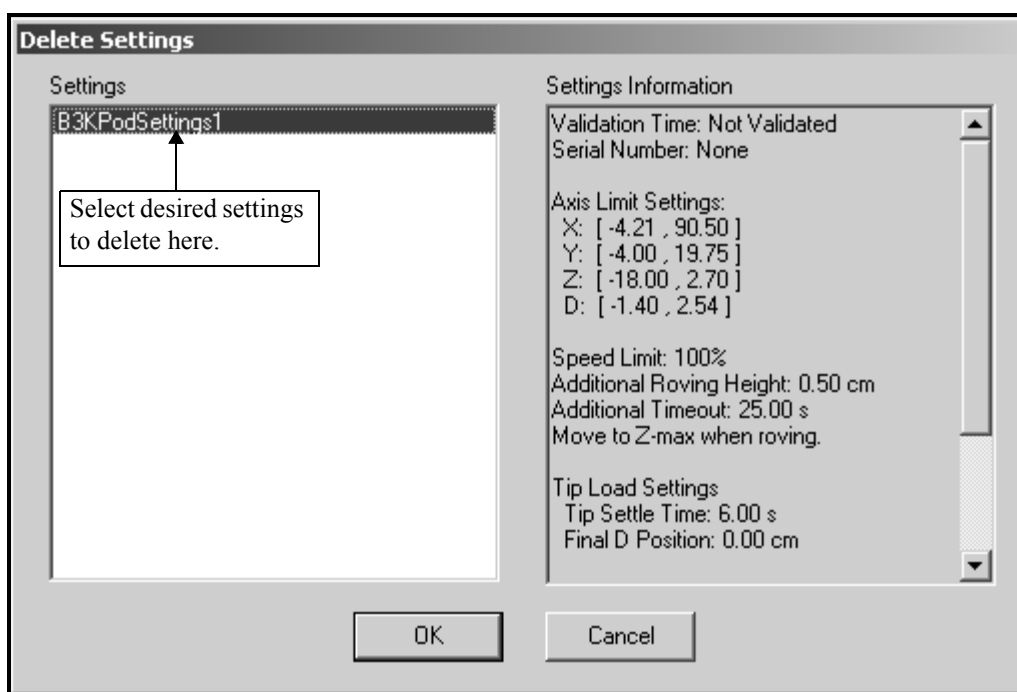 Delete Settings
Settings
B3KPodSettings1
Select desired settings
to delete here.
Settings Information
Validation Time: Not Validated
Serial Number: None
Axis Limit Settings:
X: [ -4.21 , 90.50 ]
Y: [ -4.00 , 19.75 ]
Z: [ -18.00 , 2.70 ]
D: [ -1.40 , 2.54 ]
Speed Limit: 100%
Additional Roving Height: 0.50 cm
Additional Timeout: 25.00 s
Move to Z-max when roving.
Tip Load Settings
Tip Settle Time: 6.00 s
Final D Position: 0.00 cm
OK
Cancel